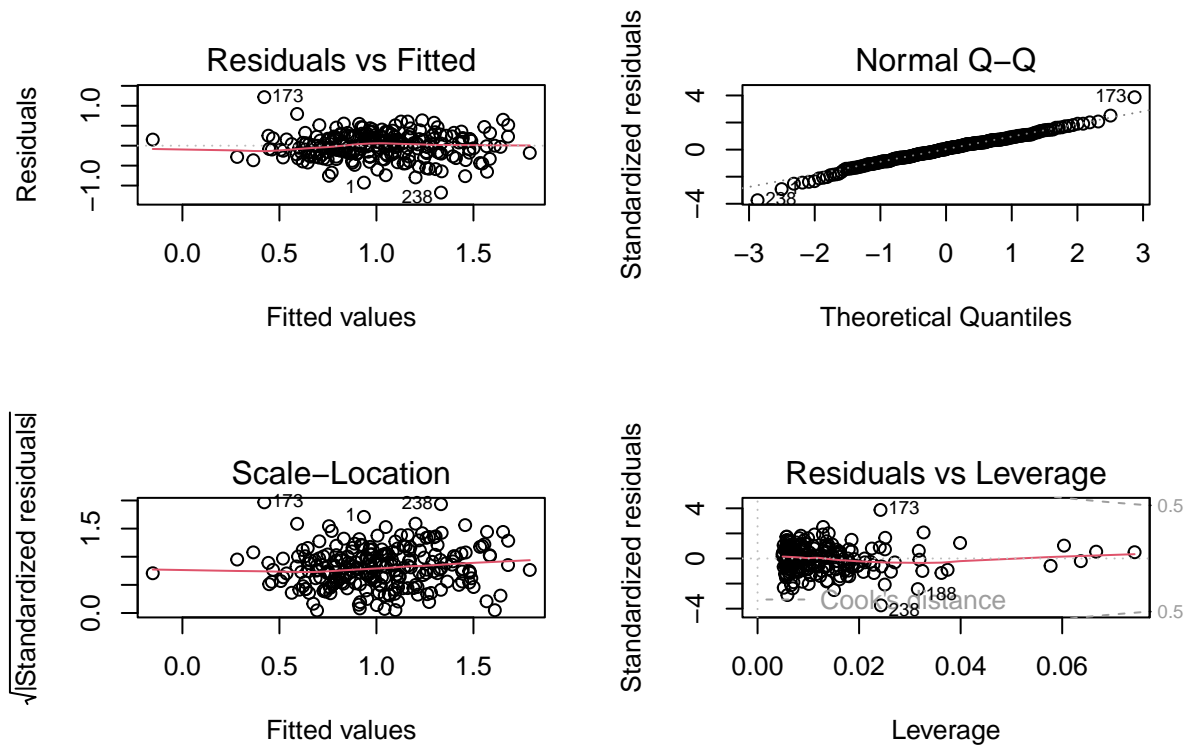 Residuals vs Fitted
Residuals
1.0
−1.0
173
1
238
0.0 0.5 1.0 1.5
Fitted values
Normal Q−Q
Standardized residuals
4
0
−4
173
238
−3 −2 −1 0 1 2 3
Theoretical Quantiles
Scale−Location
√|Standardized residuals|
1.5
0.0
173
1
238
0.0 0.5 1.0 1.5
Fitted values
Residuals vs Leverage
Standardized residuals
4
0
−4
173
188
238
Cook's distance
0.5
0.5
0.00 0.02 0.04 0.06
Leverage